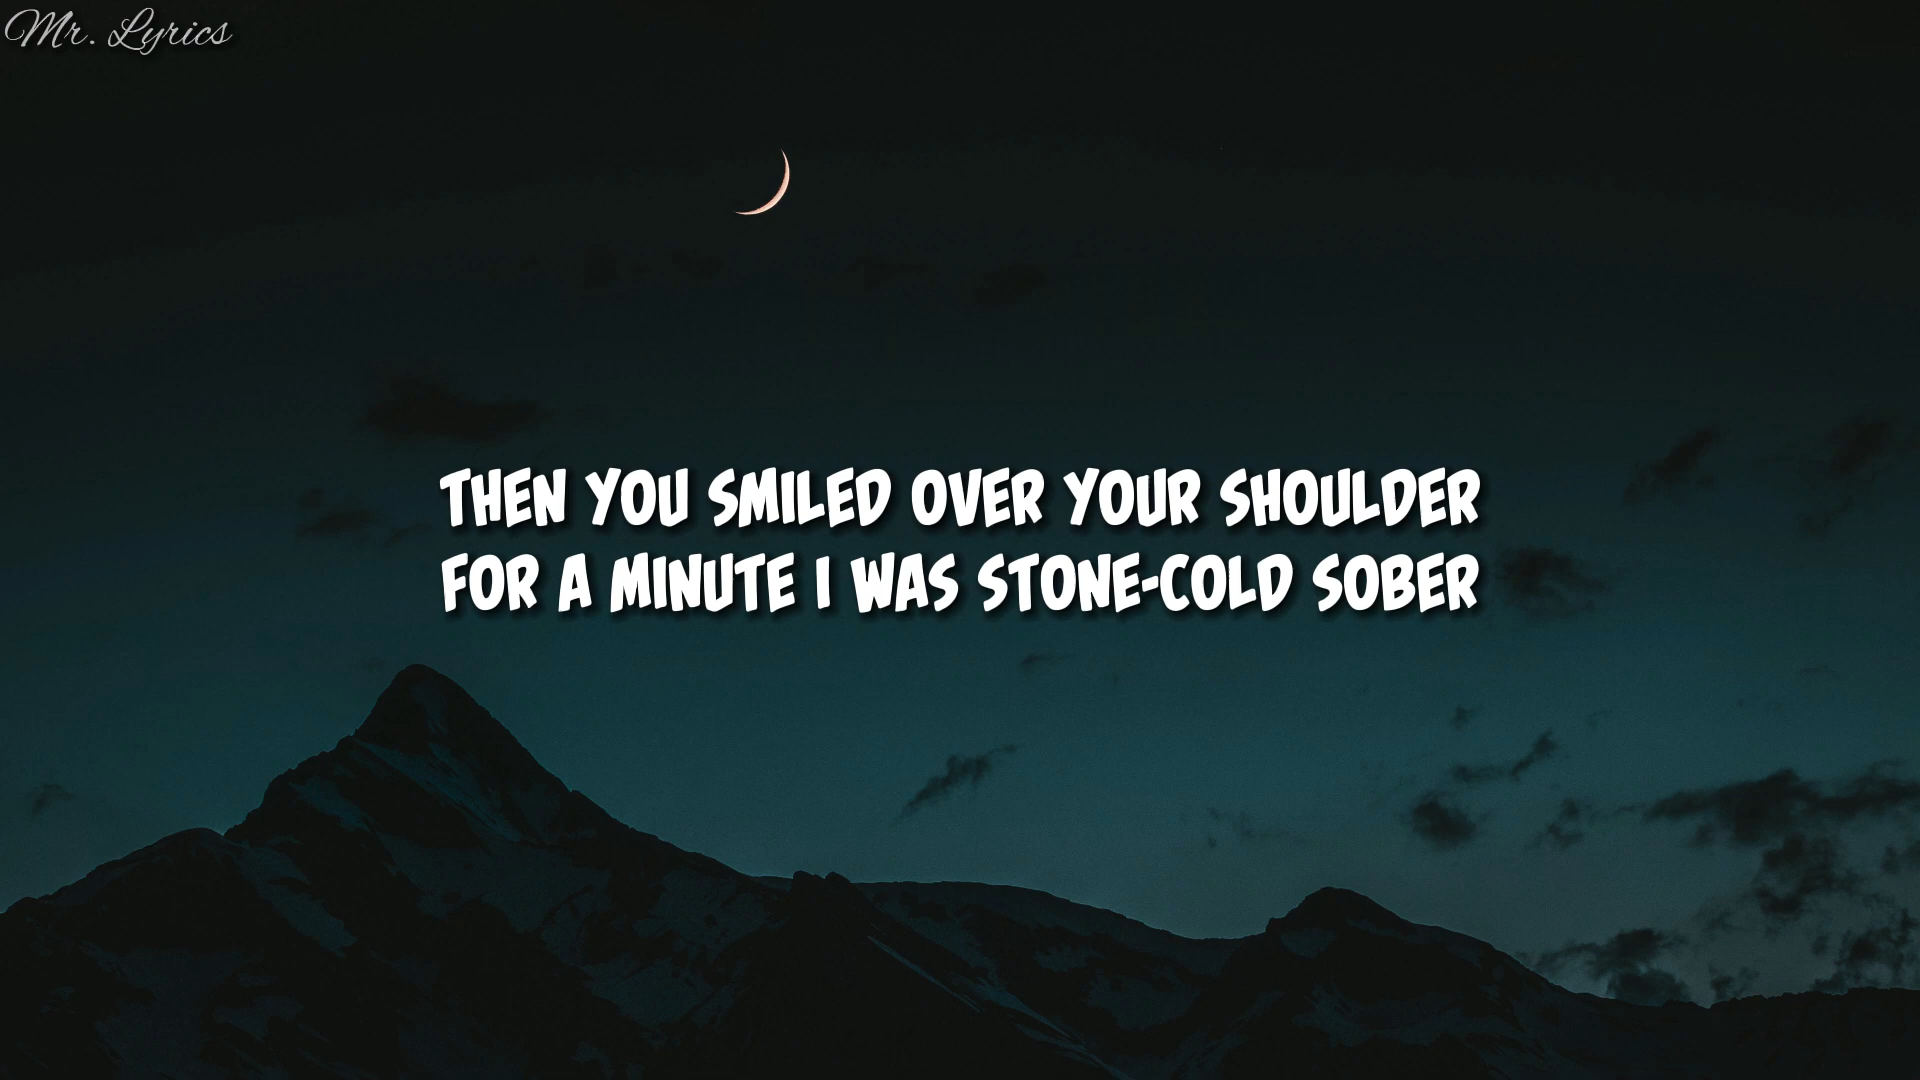 Mr. Lyrics
THEN YOU SMILED OVER YOUR SHOULDER
FOR A MINUTE I WAS STONE-COLD SOBER